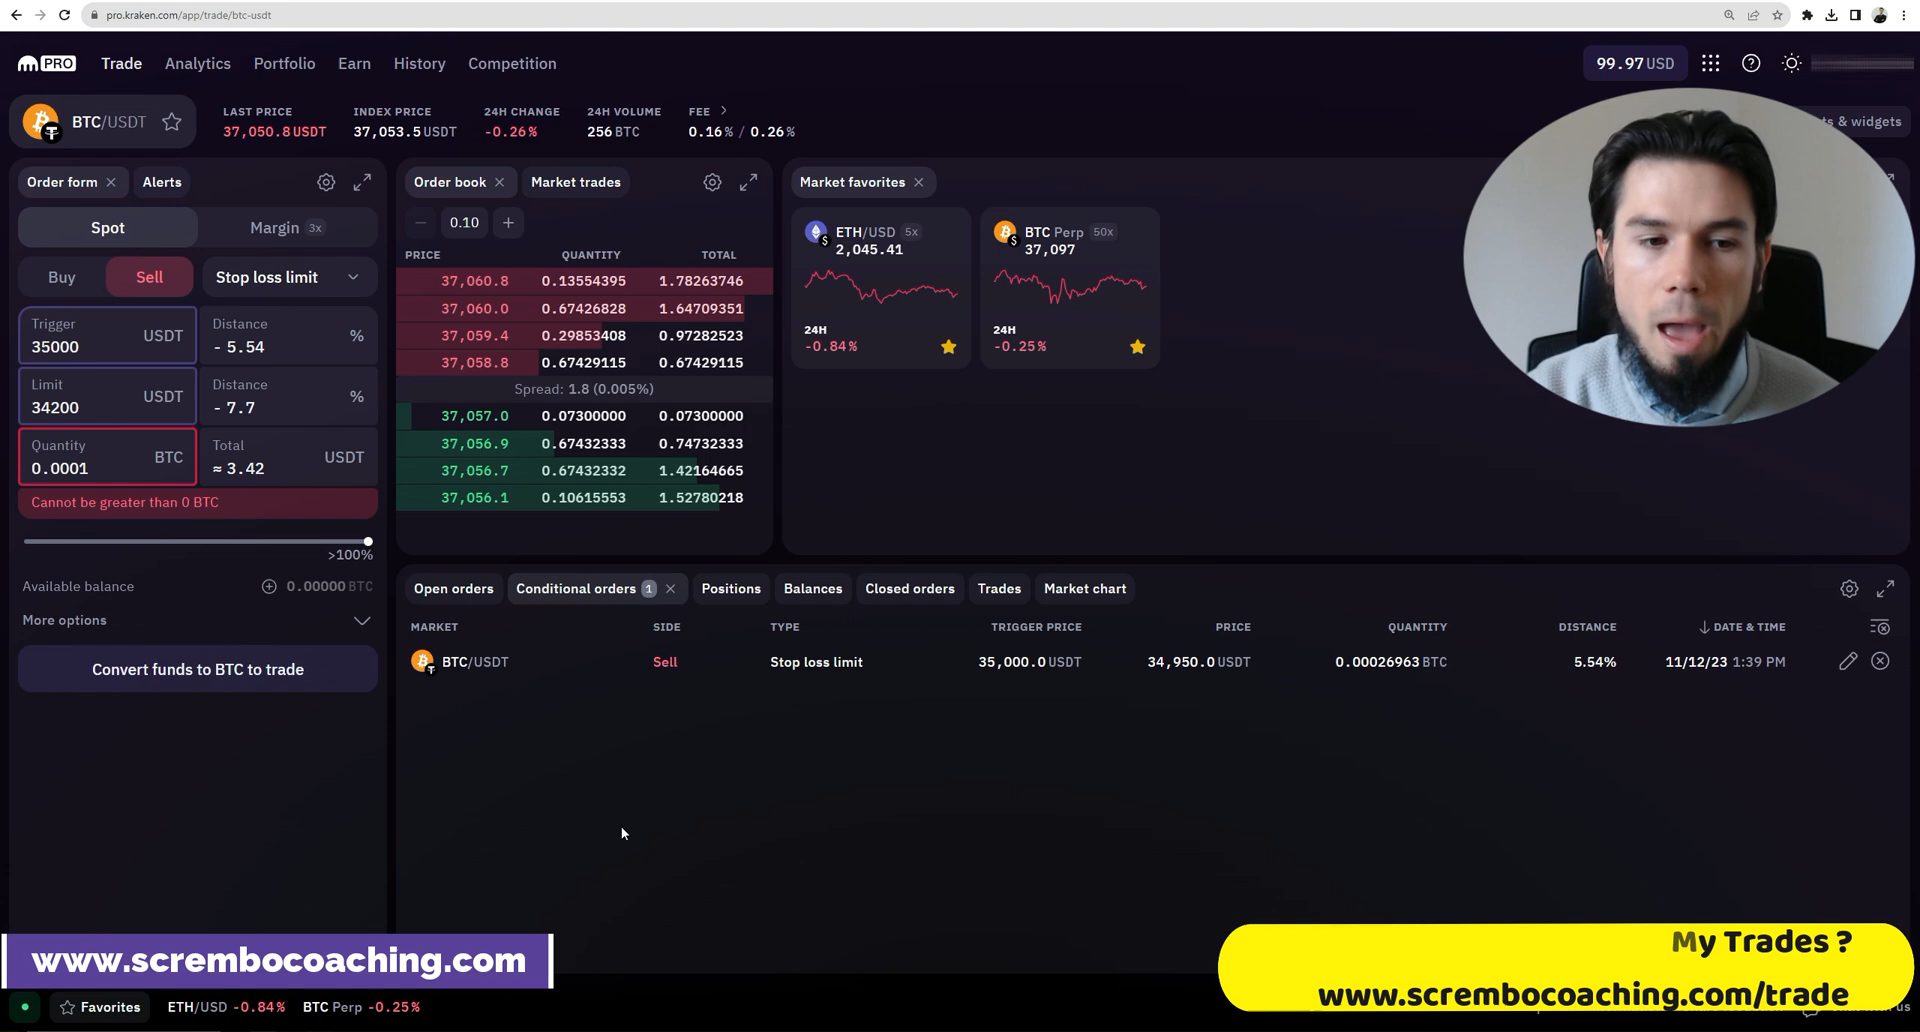 pro.kraken.com/app/trade/btc-usdt
PRO Trade Analytics Portfolio Earn History Competition
99.97 USD
BTC/USDT
LAST PRICE INDEX PRICE 24H CHANGE 24H VOLUME FEE
37,050.8 USDT 37,053.5 USDT -0.26% 256 BTC 0.16% / 0.26%
& widgets
Order form Alerts
Spot Margin 3x
Buy Sell Stop loss limit
Trigger Distance
35000 USDT - 5.54 %
Limit Distance
34200 USDT - 7.7 %
Quantity Total
0.0001 BTC ≈ 3.42 USDT
Cannot be greater than 0 BTC
>100%
Available balance 0.00000 BTC
More options
Convert funds to BTC to trade
Order book Market trades
0.10
PRICE QUANTITY TOTAL
37,060.8 0.13554395 1.78263746
37,060.0 0.67426828 1.64709351
37,059.4 0.29853408 0.97282523
37,058.8 0.67429115 0.67429115
Spread: 1.8 (0.005%)
37,057.0 0.07300000 0.07300000
37,056.9 0.67432333 0.74732333
37,056.7 0.67432332 1.42164665
37,056.1 0.10615553 1.52780218
Market favorites
ETH/USD 5x
2,045.41
24H
-0.84%
BTC Perp 50x
37,097
24H
-0.25%
Open orders Conditional orders 1 Positions Balances Closed orders Trades Market chart
MARKET SIDE TYPE TRIGGER PRICE PRICE QUANTITY DISTANCE DATE & TIME
BTC/USDT Sell Stop loss limit 35,000.0 USDT 34,950.0 USDT 0.00026963 BTC 5.54% 11/12/23 1:39 PM
www.scrembocoaching.com
My Trades ?
www.scrembocoaching.com/trade
Favorites ETH/USD -0.84% BTC Perp -0.25%